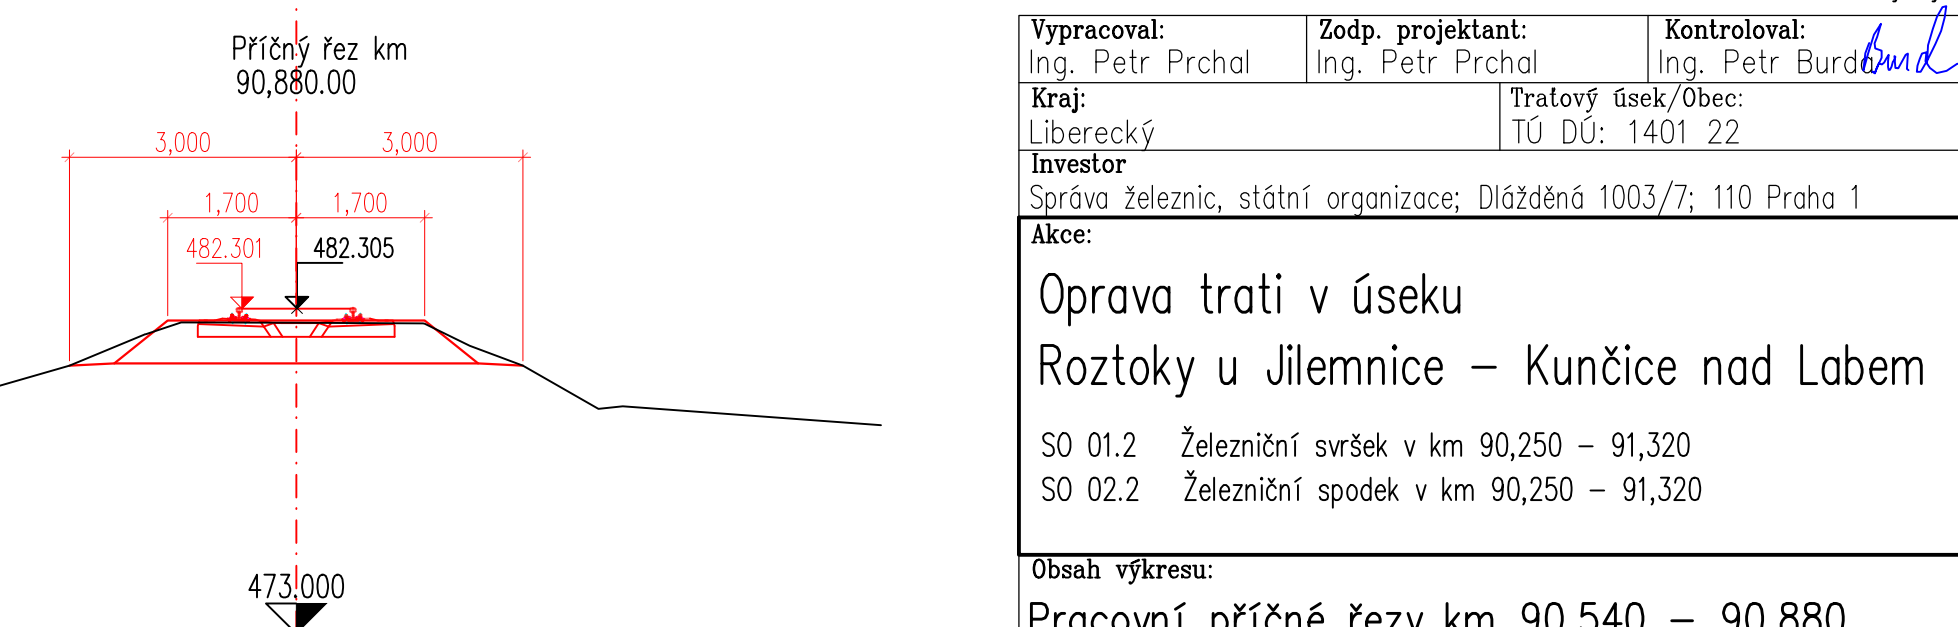 Příčný řez km
90,880.00
3,000 3,000
1,700 1,700
482.301 482.305
473.000
Vypracoval: Zodp. projektant: Kontroloval:
Ing. Petr Prchal Ing. Petr Prchal Ing. Petr Burda
Kraj: Traťový úsek/Obec:
Liberecký TÚ DÚ: 1401 22
Investor
Správa železnic, státní organizace; Dlážděná 1003/7; 110 Praha 1
Akce:
Oprava trati v úseku
Roztoky u Jilemnice – Kunčice nad Labem
SO 01.2 Železniční svršek v km 90,250 – 91,320
SO 02.2 Železniční spodek v km 90,250 – 91,320
Obsah výkresu:
Pracovní příčné řezy km 90,540 – 90,880